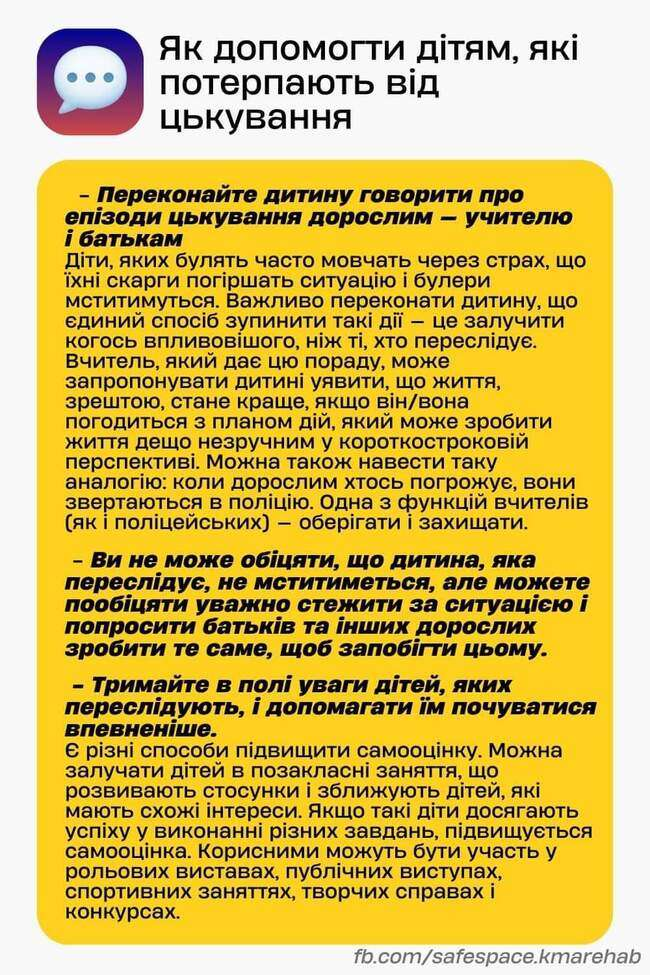 Як допомогти дітям, які
потерпають від
цькування
– Переконайте дитину говорити про
епізоди цькування дорослим – учителю
і батькам
Діти, яких булять часто мовчать через страх, що
їхні скарги погіршать ситуацію і булери
мститимуться. Важливо переконати дитину, що
єдиний спосіб зупинити такі дії – це залучити
когось впливовішого, ніж ті, хто переслідує.
Вчитель, який дає цю пораду, може
запропонувати дитині уявити, що життя,
зрештою, стане краще, якщо він/вона
погодиться з планом дій, який може зробити
життя дещо незручним у короткостроковій
перспективі. Можна також навести таку
аналогію: коли дорослим хтось погрожує, вони
звертаються в поліцію. Одна з функцій вчителів
(як і поліцейських) – оберігати і захищати.
– Ви не може обіцяти, що дитина, яка
переслідує, не мститиметься, але можете
пообіцяти уважно стежити за ситуацією і
попросити батьків та інших дорослих
зробити те саме, щоб запобігти цьому.
– Тримайте в полі уваги дітей, яких
переслідують, і допомагати їм почуватися
впевненіше.
Є різні способи підвищити самооцінку. Можна
залучати дітей в позакласні заняття, що
розвивають стосунки і зближують дітей, які
мають схожі інтереси. Якщо такі діти досягають
успіху у виконанні різних завдань, підвищується
самооцінка. Корисними можуть бути участь у
рольових виставах, публічних виступах,
спортивних заняттях, творчих справах і
конкурсах.
fb.com/safespace.kmarehab